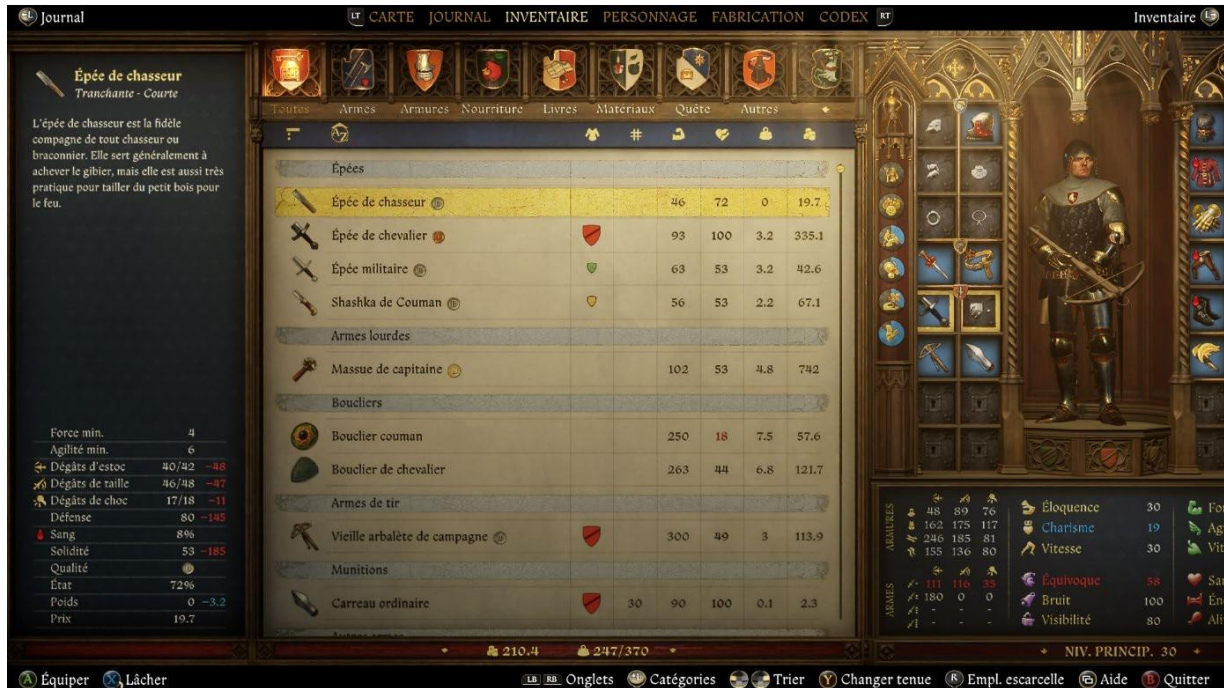 Journal
LT CARTE JOURNAL INVENTAIRE PERSONNAGE FABRICATION CODEX RT
Inventaire
Épée de chasseur
Tranchante - Courte
L'épée de chasseur est la fidèle
compagne de tout chasseur ou
braconnier. Elle sert généralement à
achever le gibier, mais elle est aussi très
pratique pour tailler du petit bois pour
le feu.
Force min. 4
Agilité min. 6
Dégâts d'estoc 40/42 -48
Dégâts de taille 46/48 -47
Dégâts de choc 17/18 -11
Défense 80 -145
Sang 8%
Solidité 53 -185
Qualité
État 72%
Poids 0 -3.2
Prix 19.7
Toutes Armes Armures Nourriture Livres Matériaux Quête Autres
Épées
Épée de chasseur 46 72 0 19.7
Épée de chevalier 93 100 3.2 335.1
Épée militaire 63 53 3.2 42.6
Shashka de Couman 56 53 2.2 67.1
Armes lourdes
Massue de capitaine 102 53 4.8 742
Boucliers
Bouclier couman 250 18 7.5 57.6
Bouclier de chevalier 263 44 6.8 121.7
Armes de tir
Vieille arbalète de campagne 300 49 3 113.9
Munitions
Carreau ordinaire 30 90 100 0.1 2.3
210.4 247/370
ARMURES
48 89 76
162 175 117
246 185 81
155 136 80
ARMES
111 116 35
180 0 0
- - -
- - -
Éloquence 30
Charisme 19
Vitesse 30
Équivoque 58
Bruit 100
Visibilité 80
Fo
Ag
Vit
Sa
Én
Ali
NIV. PRINCIP. 30
A Équiper X Lâcher
LB RB Onglets L Catégories Trier Y Changer tenue R Empl. escarcelle Aide B Quitter